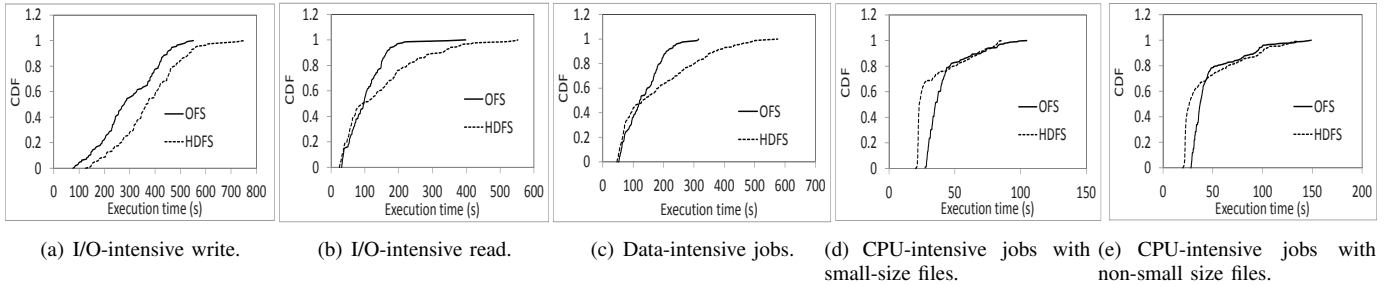 1.2
1
0.8
0.6
0.4
0.2
0
CDF
OFS
HDFS
0 100 200 300 400 500 600 700 800
Execution time (s)
(a) I/O-intensive write.
1.2
1
0.8
0.6
0.4
0.2
0
CDF
OFS
HDFS
0 100 200 300 400 500 600
Execution time (s)
(b) I/O-intensive read.
1.2
1
0.8
0.6
0.4
0.2
0
CDF
OFS
HDFS
0 100 200 300 400 500 600
Execution time (s)
(c) Data-intensive jobs.
1.2
1
0.8
0.6
0.4
0.2
0
CDF
OFS
HDFS
0 50 100 150
Execution time (s)
(d) CPU-intensive jobs with
small-size files.
1.2
1
0.8
0.6
0.4
0.2
0
CDF
OFS
HDFS
0 50 100 150 200
Execution time (s)
(e) CPU-intensive jobs with
non-small size files.